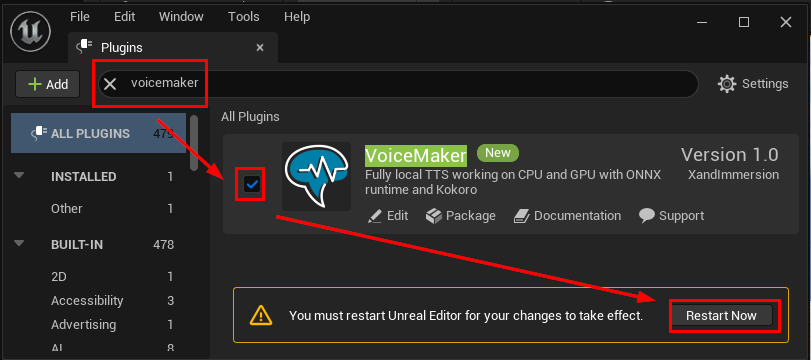 File Edit Window Tools Help
Plugins
Add voicemaker Settings
All Plugins
ALL PLUGINS 479
INSTALLED 1
Other 1
BUILT-IN 478
2D 1
Accessibility 3
Advertising 1
AI 8
VoiceMaker New Version 1.0
Fully local TTS working on CPU and GPU with ONNX XandImmersion
runtime and Kokoro
Edit Package Documentation Support
You must restart Unreal Editor for your changes to take effect. Restart Now